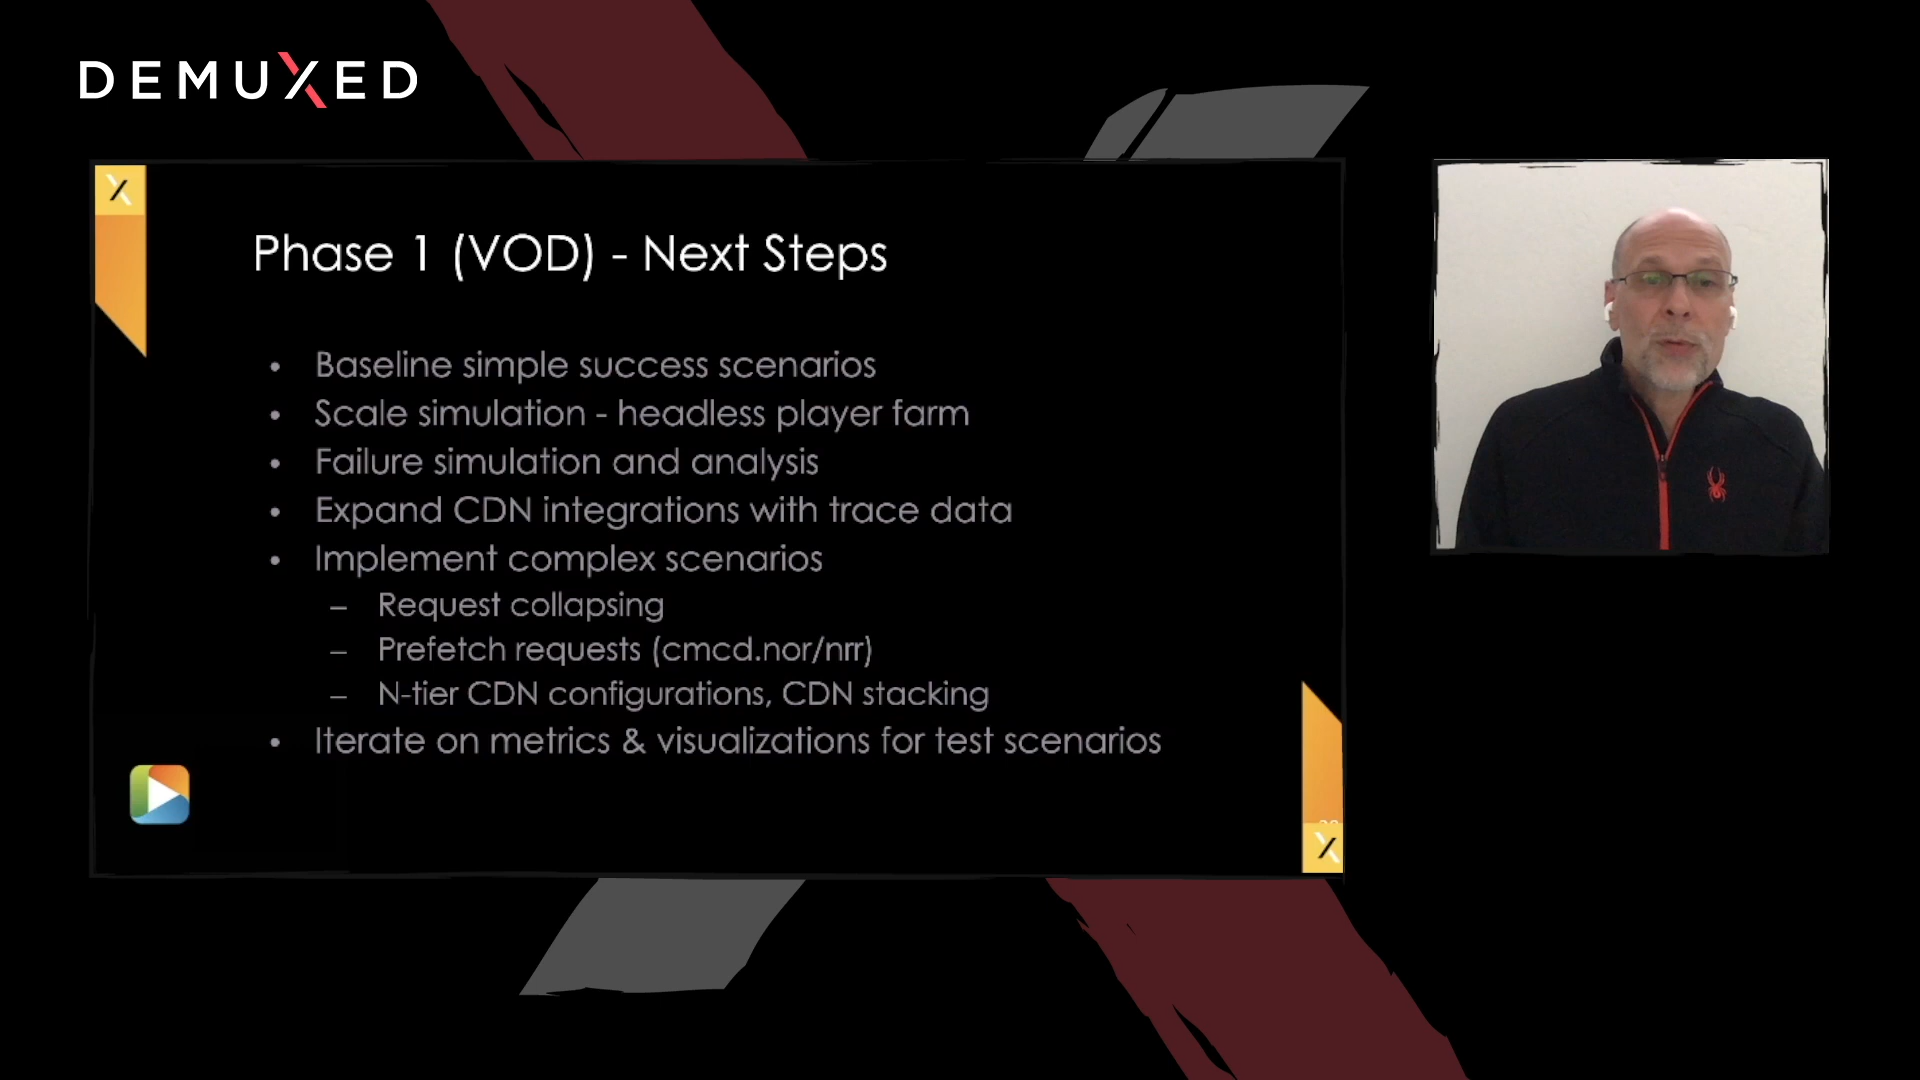 DEMUXED
Phase 1 (VOD) - Next Steps
• Baseline simple success scenarios
• Scale simulation - headless player farm
• Failure simulation and analysis
• Expand CDN integrations with trace data
• Implement complex scenarios
– Request collapsing
– Prefetch requests (cmcd.nor/nrr)
– N-tier CDN configurations, CDN stacking
• Iterate on metrics & visualizations for test scenarios